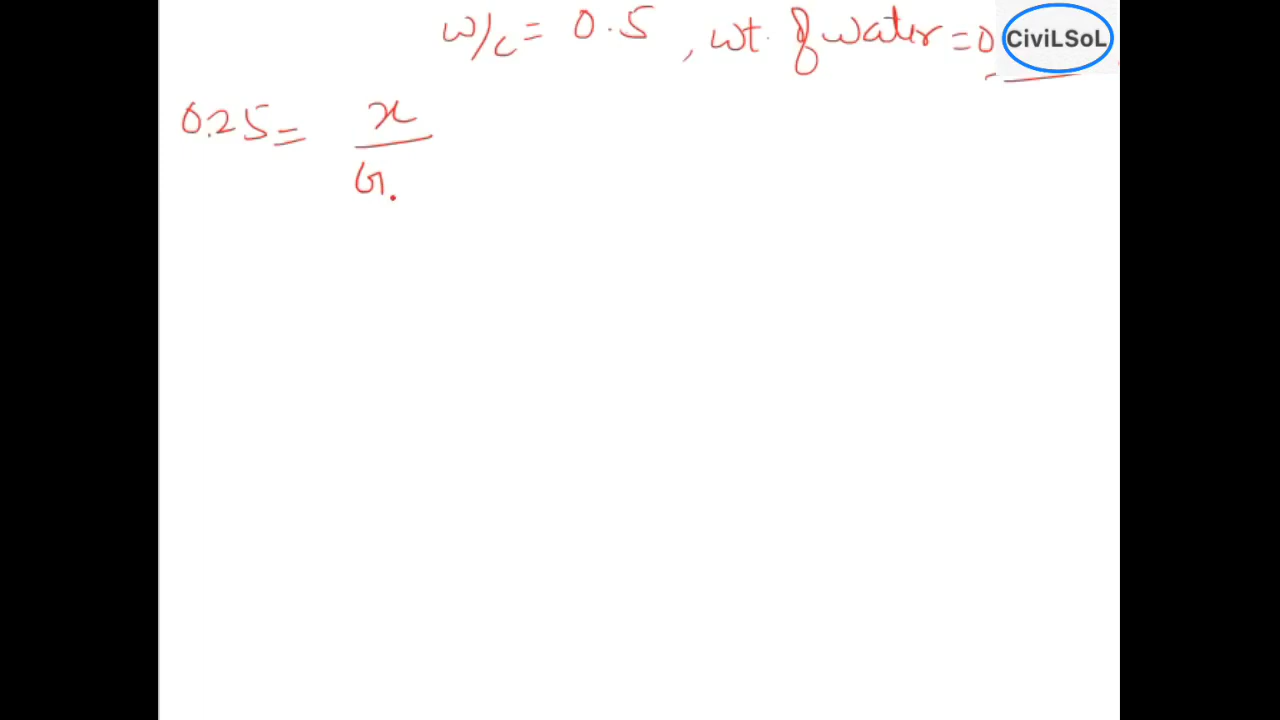 w/c = 0.5 , wt. of water = 0
CiviLSoL
0.25 = x
G.